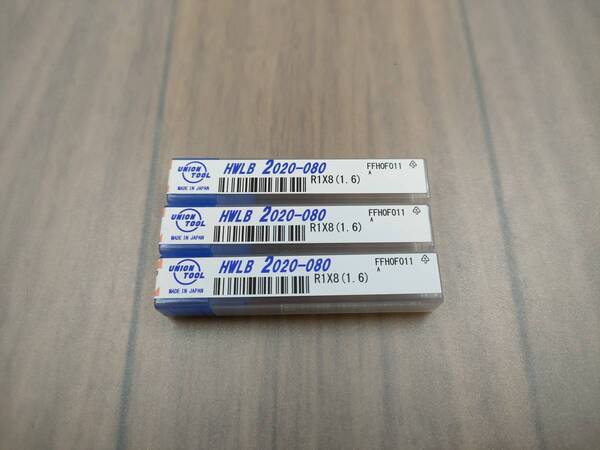 UNION TOOL
MADE IN JAPAN
HWLB 2020-080
R1X8(1.6)
FFH0F011
A
UNION TOOL
MADE IN JAPAN
HWLB 2020-080
R1X8(1.6)
FFH0F011
A
UNION TOOL
MADE IN JAPAN
HWLB 2020-080
R1X8(1.6)
FFH0F011
A